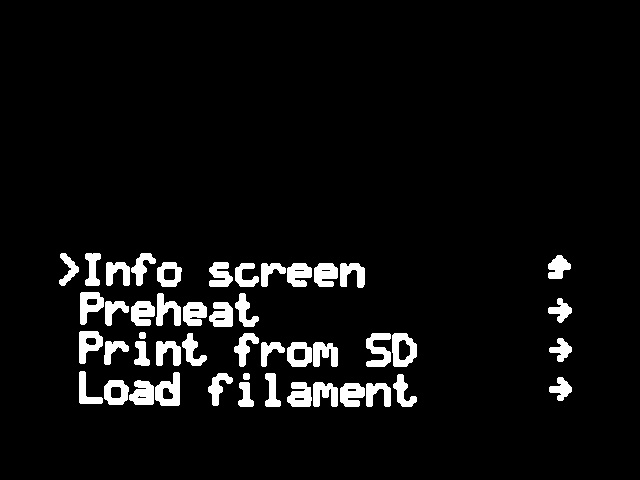 >Info screen ↑
Preheat →
Print from SD →
Load filament →